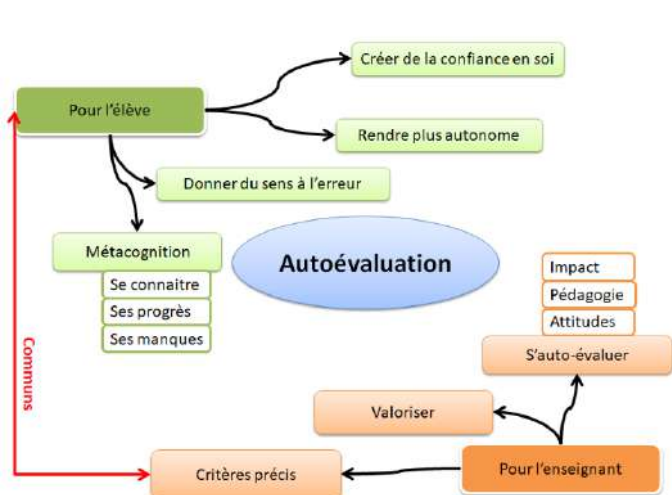 Créer de la confiance en soi
Pour l'élève
Rendre plus autonome
Donner du sens à l'erreur
Métacognition
Se connaitre
Ses progrès
Ses manques
Autoévaluation
Impact
Pédagogie
Attitudes
S'auto-évaluer
Communs
Valoriser
Critères précis
Pour l'enseignant